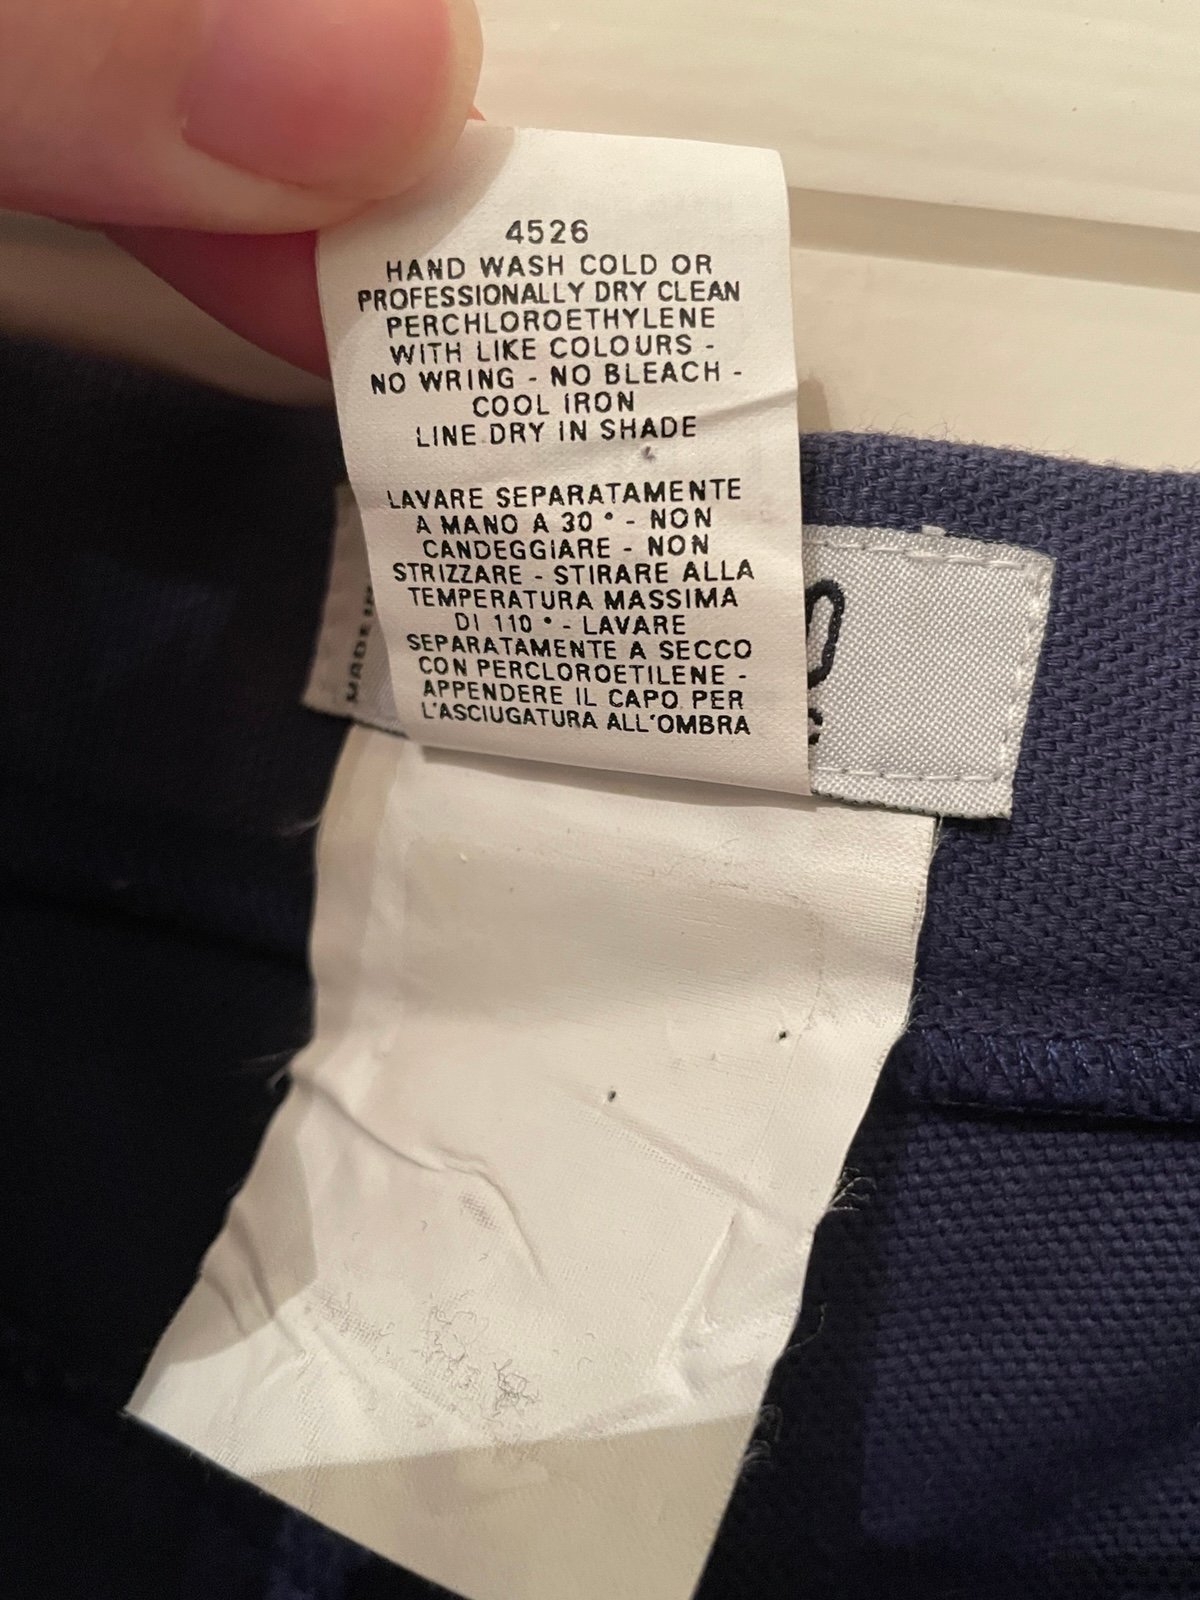 4526
HAND WASH COLD OR
PROFESSIONALLY DRY CLEAN
PERCHLOROETHYLENE
WITH LIKE COLOURS -
NO WRING - NO BLEACH -
COOL IRON
LINE DRY IN SHADE
LAVARE SEPARATAMENTE
A MANO A 30 ° - NON
CANDEGGIARE - NON
STRIZZARE - STIRARE ALLA
TEMPERATURA MASSIMA
DI 110 ° - LAVARE
SEPARATAMENTE A SECCO
CON PERCLOROETILENE -
APPENDERE IL CAPO PER
L'ASCIUGATURA ALL'OMBRA
MADE IN